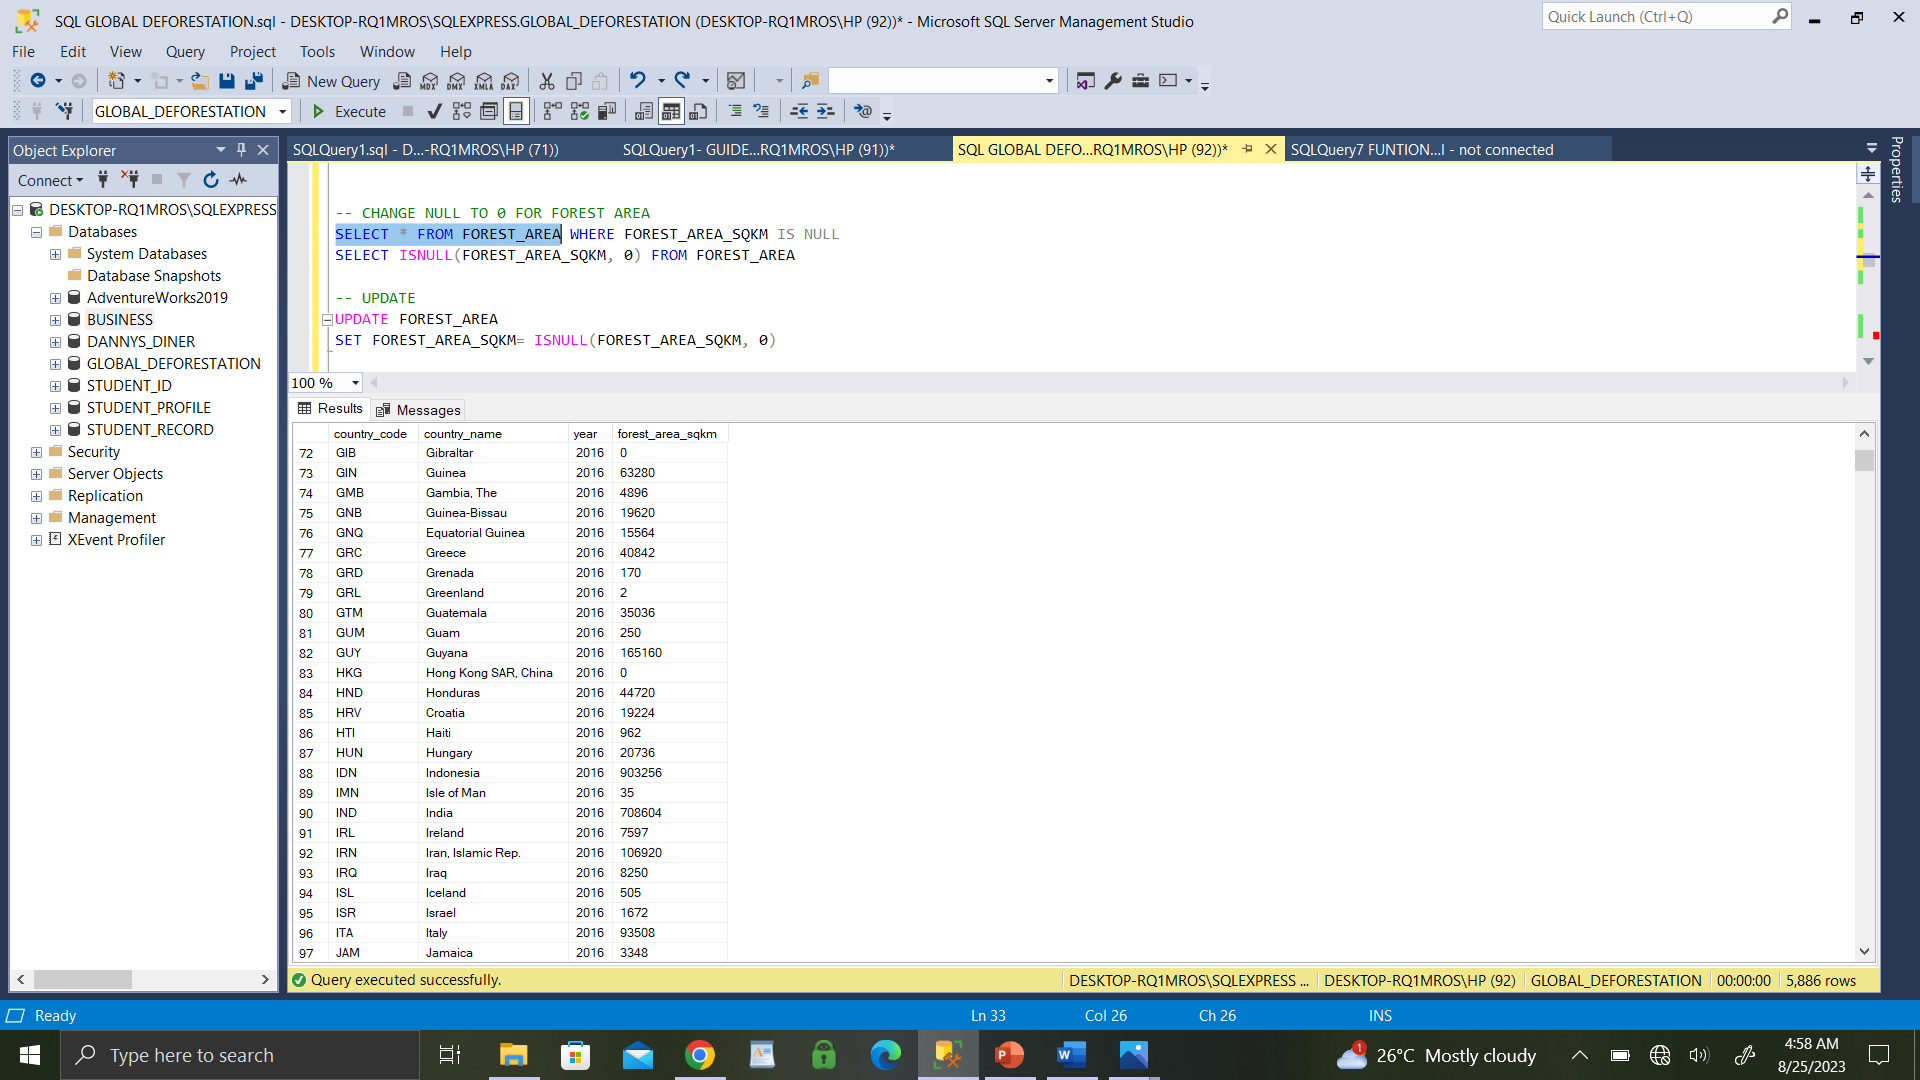 SQL GLOBAL DEFORESTATION.sql - DESKTOP-RQ1MROS\SQLEXPRESS.GLOBAL_DEFORESTATION (DESKTOP-RQ1MROS\HP (92))* - Microsoft SQL Server Management Studio
Quick Launch (Ctrl+Q)
File Edit View Query Project Tools Window Help
New Query MDX DMX XMLA DAX
GLOBAL_DEFORESTATION Execute
Object Explorer
SQLQuery1.sql - D...-RQ1MROS\HP (71))
SQLQuery1- GUIDE...RQ1MROS\HP (91))*
SQL GLOBAL DEFO...RQ1MROS\HP (92))*
SQLQuery7 FUNTION...l - not connected
Properties
Connect
DESKTOP-RQ1MROS\SQLEXPRESS
Databases
System Databases
Database Snapshots
AdventureWorks2019
BUSINESS
DANNYS_DINER
GLOBAL_DEFORESTATION
STUDENT_ID
STUDENT_PROFILE
STUDENT_RECORD
Security
Server Objects
Replication
Management
XEvent Profiler
-- CHANGE NULL TO 0 FOR FOREST AREA
SELECT * FROM FOREST_AREA WHERE FOREST_AREA_SQKM IS NULL
SELECT ISNULL(FOREST_AREA_SQKM, 0) FROM FOREST_AREA
-- UPDATE
UPDATE FOREST_AREA
SET FOREST_AREA_SQKM= ISNULL(FOREST_AREA_SQKM, 0)
100 %
Results Messages
country_code country_name year forest_area_sqkm
72 GIB Gibraltar 2016 0
73 GIN Guinea 2016 63280
74 GMB Gambia, The 2016 4896
75 GNB Guinea-Bissau 2016 19620
76 GNQ Equatorial Guinea 2016 15564
77 GRC Greece 2016 40842
78 GRD Grenada 2016 170
79 GRL Greenland 2016 2
80 GTM Guatemala 2016 35036
81 GUM Guam 2016 250
82 GUY Guyana 2016 165160
83 HKG Hong Kong SAR, China 2016 0
84 HND Honduras 2016 44720
85 HRV Croatia 2016 19224
86 HTI Haiti 2016 962
87 HUN Hungary 2016 20736
88 IDN Indonesia 2016 903256
89 IMN Isle of Man 2016 35
90 IND India 2016 708604
91 IRL Ireland 2016 7597
92 IRN Iran, Islamic Rep. 2016 106920
93 IRQ Iraq 2016 8250
94 ISL Iceland 2016 505
95 ISR Israel 2016 1672
96 ITA Italy 2016 93508
97 JAM Jamaica 2016 3348
Query executed successfully.
DESKTOP-RQ1MROS\SQLEXPRESS ... DESKTOP-RQ1MROS\HP (92) GLOBAL_DEFORESTATION 00:00:00 5,886 rows
Ready Ln 33 Col 26 Ch 26 INS
Type here to search
1 26°C Mostly cloudy
4:58 AM
8/25/2023